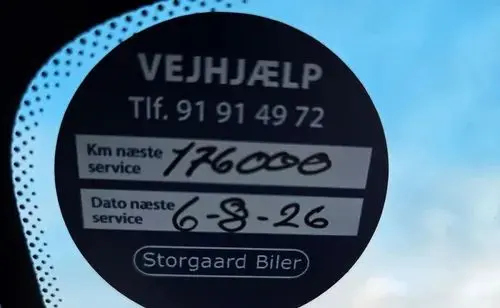 VEJHJÆLP
Tlf. 91 91 49 72
Km næste service 176000
Dato næste service 6-8-26
Storgaard Biler